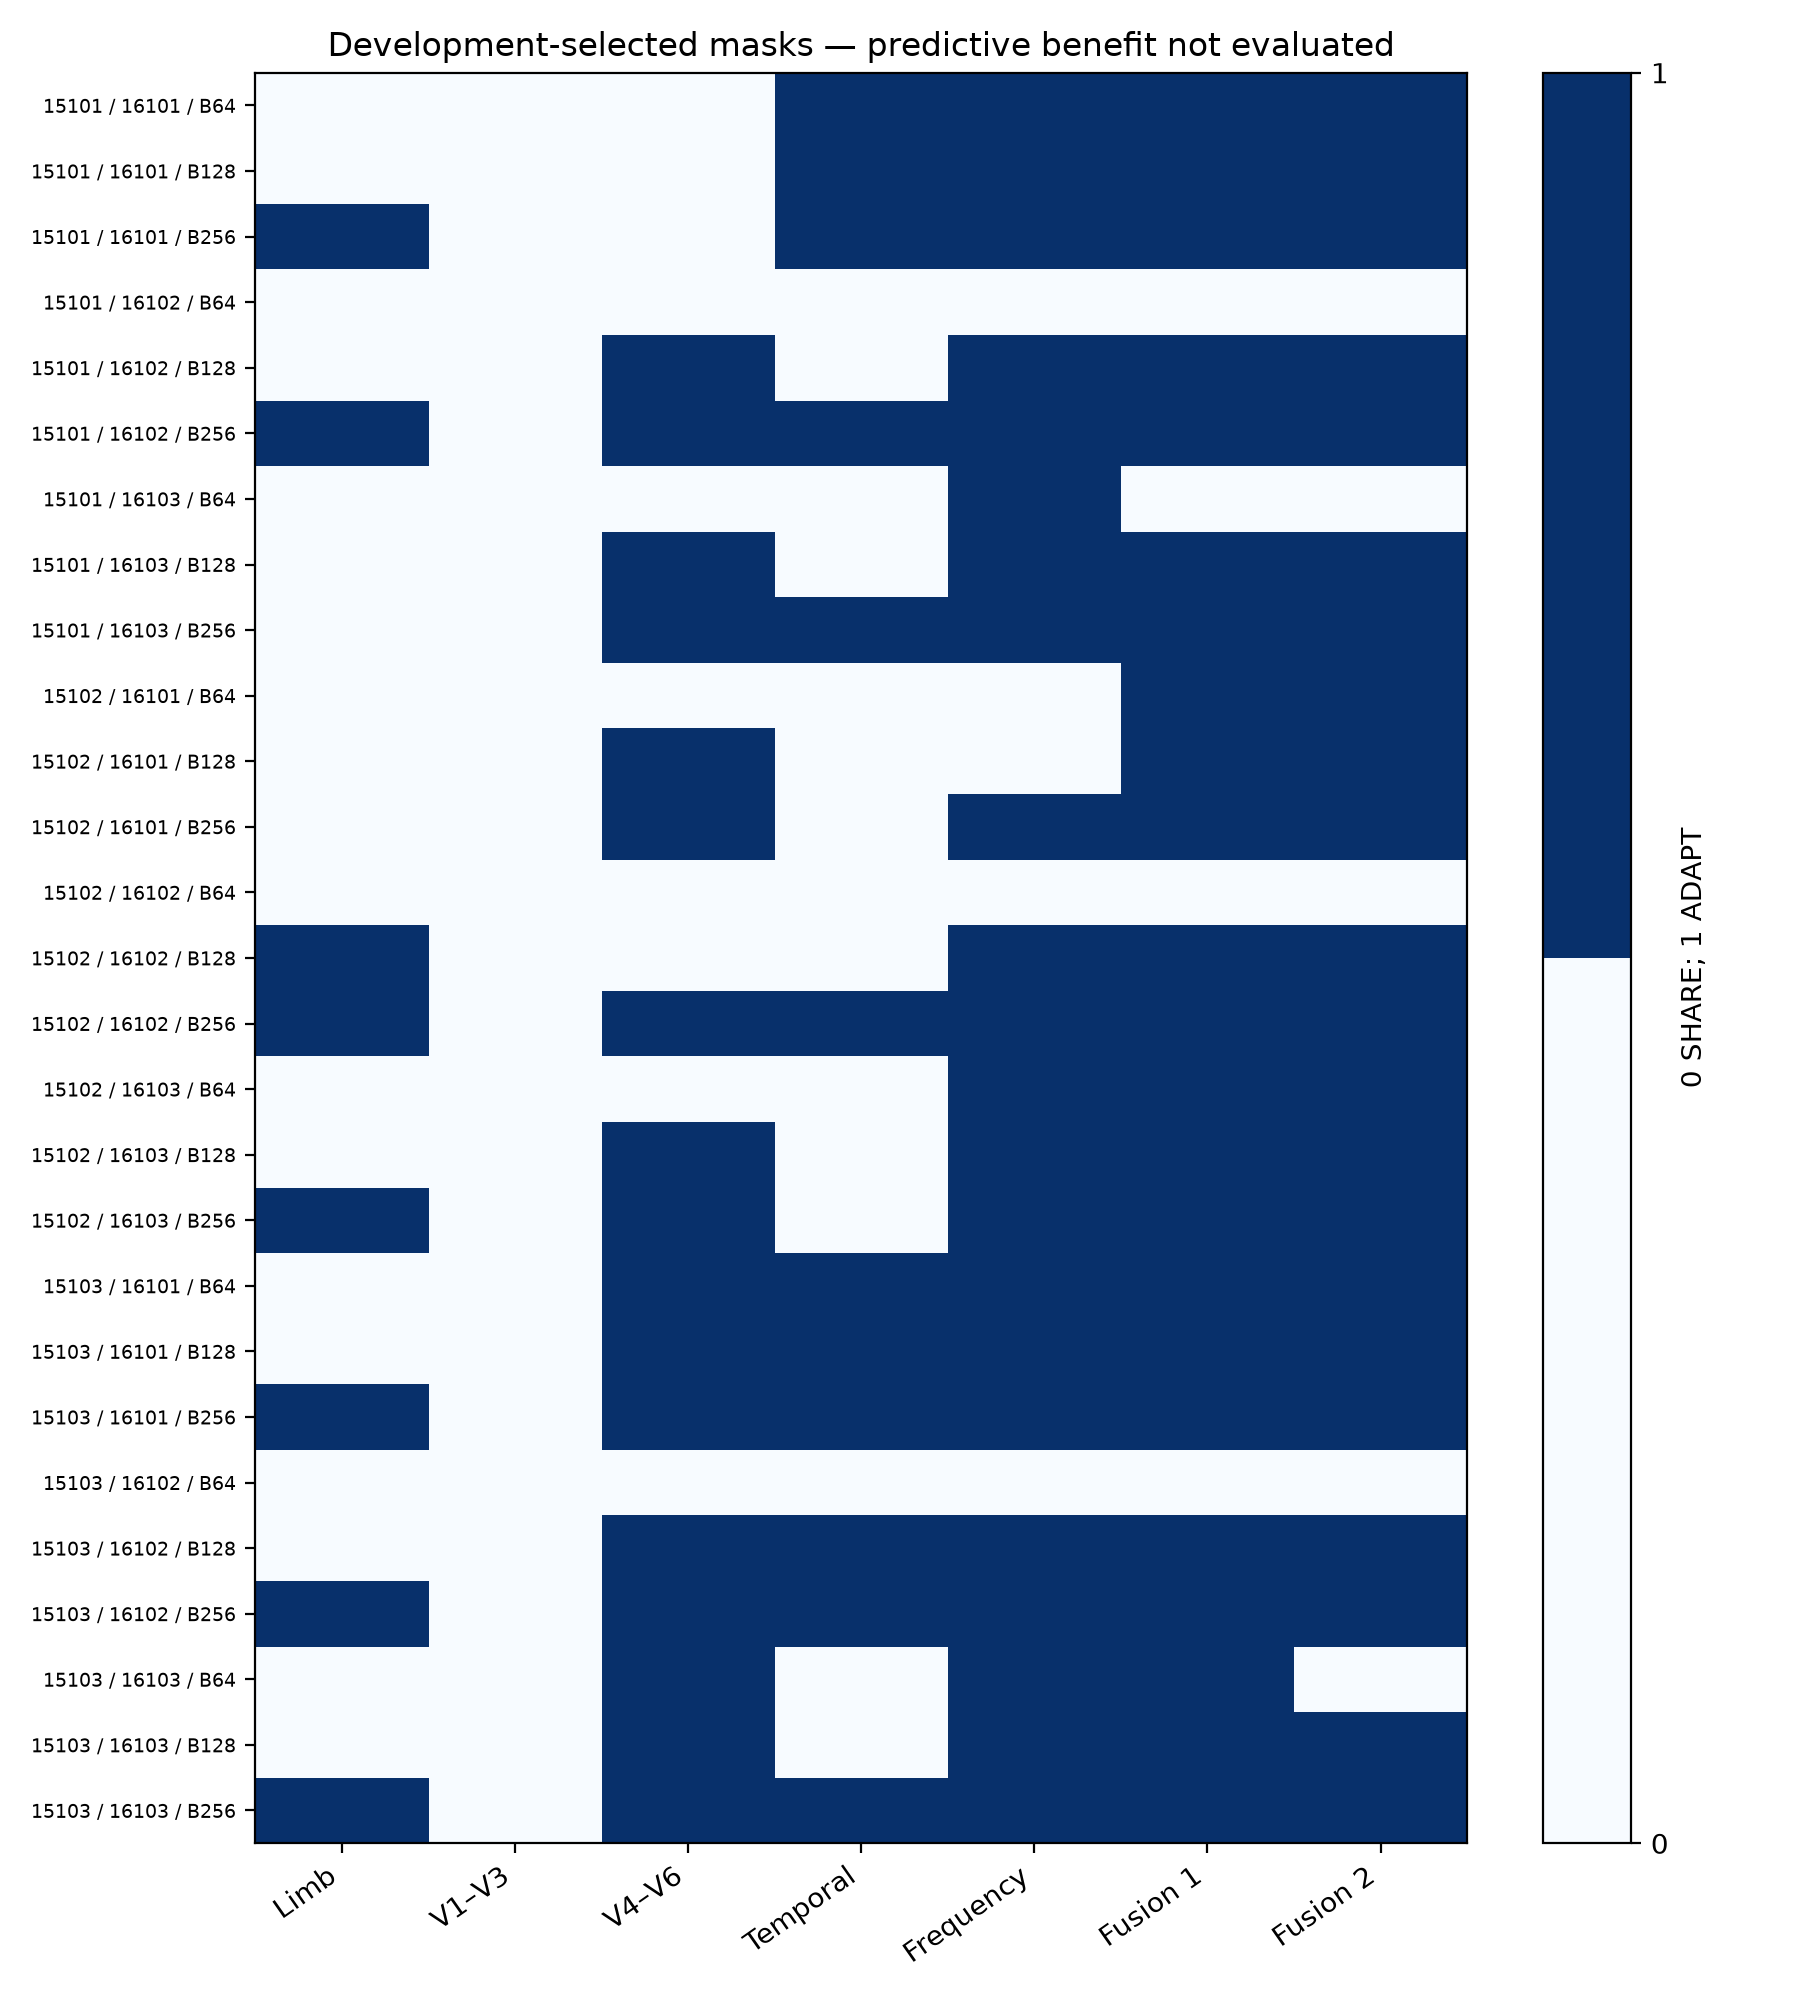 Development-selected masks — predictive benefit not evaluated
15101 / 16101 / B64
15101 / 16101 / B128
15101 / 16101 / B256
15101 / 16102 / B64
15101 / 16102 / B128
15101 / 16102 / B256
15101 / 16103 / B64
15101 / 16103 / B128
15101 / 16103 / B256
15102 / 16101 / B64
15102 / 16101 / B128
15102 / 16101 / B256
15102 / 16102 / B64
15102 / 16102 / B128
15102 / 16102 / B256
15102 / 16103 / B64
15102 / 16103 / B128
15102 / 16103 / B256
15103 / 16101 / B64
15103 / 16101 / B128
15103 / 16101 / B256
15103 / 16102 / B64
15103 / 16102 / B128
15103 / 16102 / B256
15103 / 16103 / B64
15103 / 16103 / B128
15103 / 16103 / B256
Limb
V1–V3
V4–V6
Temporal
Frequency
Fusion 1
Fusion 2
1
0
0 SHARE; 1 ADAPT